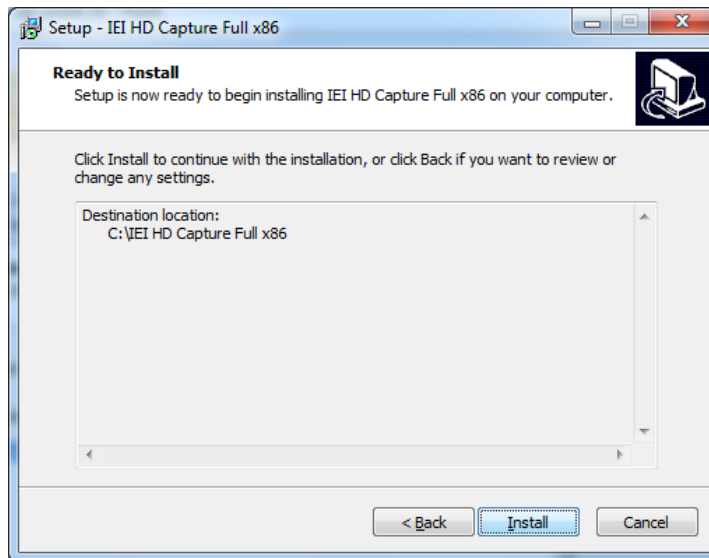 Setup - IEI HD Capture Full x86
Ready to Install
Setup is now ready to begin installing IEI HD Capture Full x86 on your computer.
Click Install to continue with the installation, or click Back if you want to review or
change any settings.
Destination location:
C:\IEI HD Capture Full x86
< Back
Install
Cancel